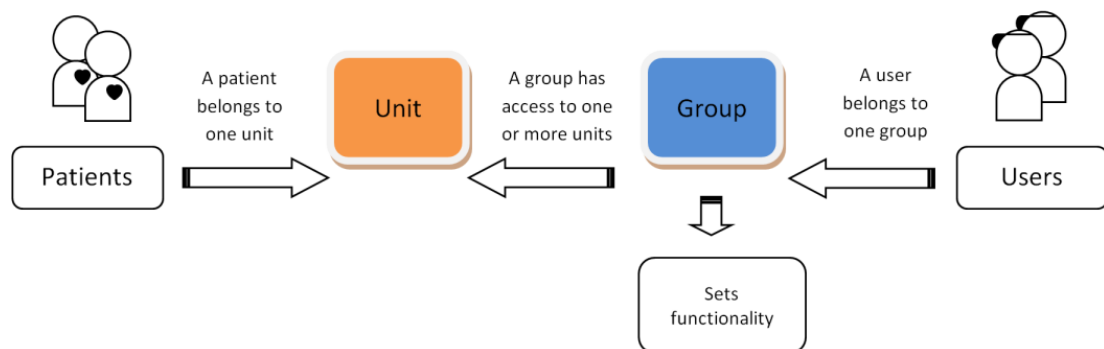 A patient
belongs to
one unit
Unit
A group has
access to one
or more units
Group
A user
belongs to
one group
Patients
Users
Sets
functionality